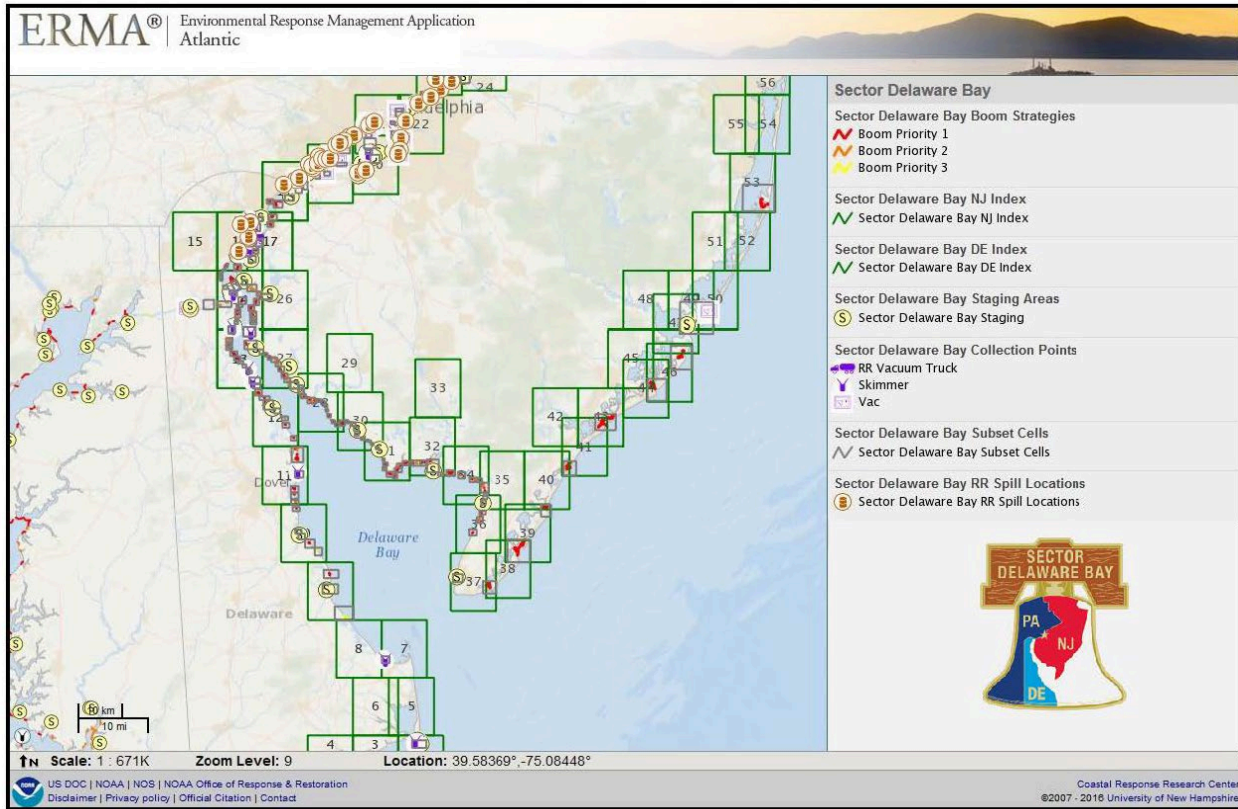 ERMA® Environmental Response Management Application
Atlantic
Sector Delaware Bay
Sector Delaware Bay Boom Strategies
Boom Priority 1
Boom Priority 2
Boom Priority 3
Sector Delaware Bay NJ Index
Sector Delaware Bay NJ Index
Sector Delaware Bay DE Index
Sector Delaware Bay DE Index
Sector Delaware Bay Staging Areas
S Sector Delaware Bay Staging
Sector Delaware Bay Collection Points
RR Vacuum Truck
Skimmer
Vac
Sector Delaware Bay Subset Cells
Sector Delaware Bay Subset Cells
Sector Delaware Bay RR Spill Locations
Sector Delaware Bay RR Spill Locations
SECTOR
DELAWARE BAY
PA
NJ
DE
24
56
22
55 54
53
15
17
51 52
26
48
50
27
29
45
33
42
12
30
32
41
11
35 40
36
39
38
37
Delaware
Bay
Delaware
8 7
6 5
4 3
10 mi
N Scale: 1 : 671K Zoom Level: 9 Location: 39.58369°,-75.08448°
US DOC | NOAA | NOS | NOAA Office of Response & Restoration
Disclaimer | Privacy policy | Official Citation | Contact
Coastal Response Research Center
©2007 - 2016 University of New Hampshire